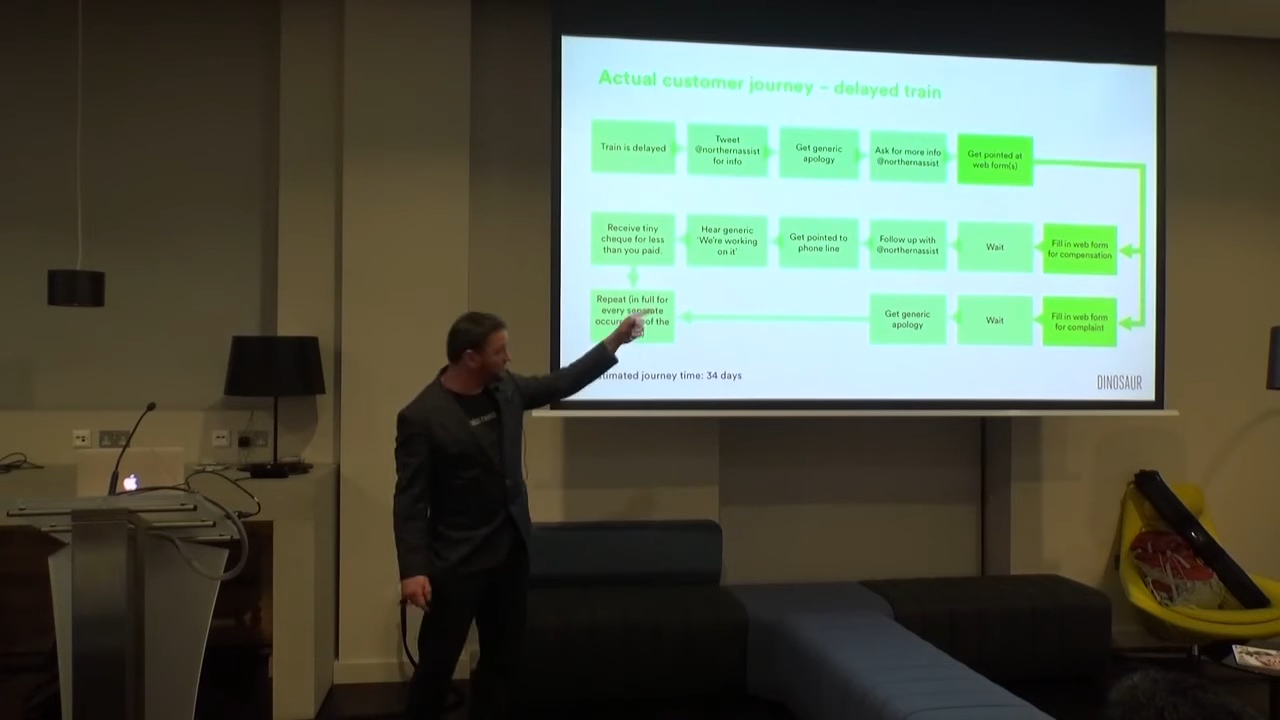 Actual customer journey – delayed train
Train is delayed
Tweet
@northernassist
for info
Get generic
apology
Ask for more info
@northernassist
Get pointed at
web form(s)
Receive tiny
cheque for less
than you paid.
Hear generic
'We're working
on it'
Get pointed to
phone line
Follow up with
@northernassist
Wait
Fill in web form
for compensation
Repeat (in full for
every separate
of the
Get generic
apology
Wait
Fill in web form
for complaint
journey time: 34 days
DINOSAUR